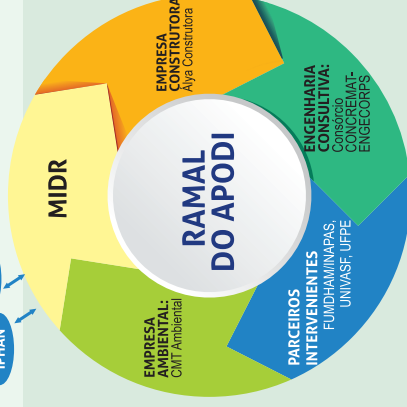 RAMAL
DO APODI
MIDR
EMPRESA
CONSTRUTORA
Álya Construtora
ENGENHARIA
CONSULTIVA:
Consórcio
CONCREMAT-
ENGECORPS
PARCEIROS
INTERVENIENTES
FUMDHAM/INAPAS,
UNIVASF, UFPE
EMPRESA
AMBIENTAL:
CMT Ambiental
IPHAN